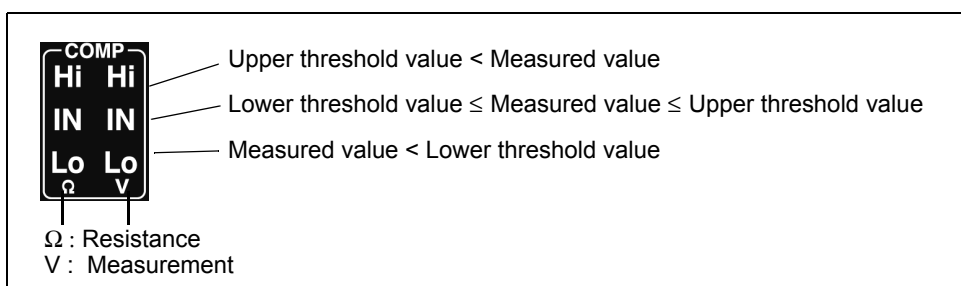 COMP
Hi Hi
Upper threshold value < Measured value
IN IN
Lower threshold value ≤ Measured value ≤ Upper threshold value
Lo Lo
Measured value < Lower threshold value
Ω V
Ω : Resistance
V : Measurement